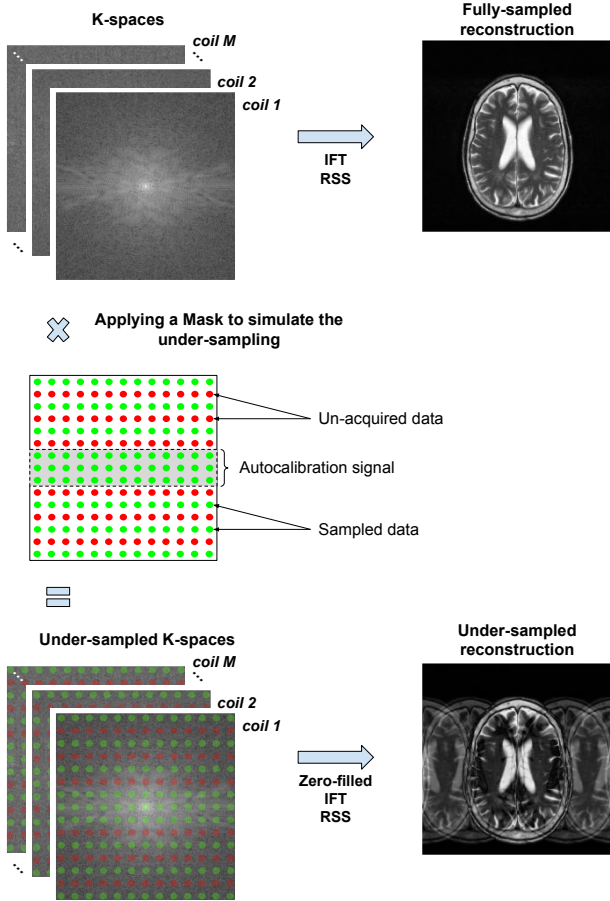 K-spaces
Fully-sampled
reconstruction
coil M
coil 2
coil 1
IFT
RSS
Applying a Mask to simulate the
under-sampling
Un-acquired data
Autocalibration signal
Sampled data
Under-sampled K-spaces
Under-sampled
reconstruction
coil M
coil 2
coil 1
Zero-filled
IFT
RSS